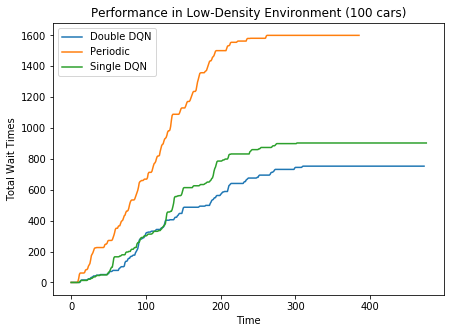 Performance in Low-Density Environment (100 cars)
Double DQN
Periodic
Single DQN
Total Wait Times
1600
1400
1200
1000
800
600
400
200
0
0 100 200 300 400
Time